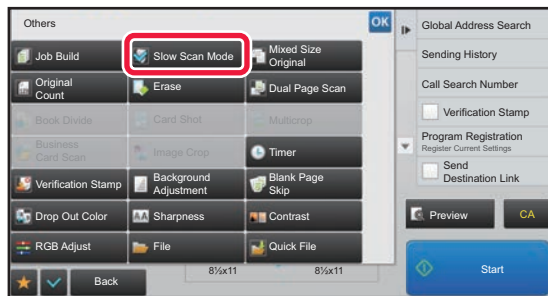 Others
OK
Job Build
Slow Scan Mode
Mixed Size
Original
Original
Count
Erase
Dual Page Scan
Book Divide
Card Shot
Multicrop
Business
Card Scan
Image Crop
Timer
Verification Stamp
Background
Adjustment
Blank Page
Skip
Drop Out Color
Sharpness
Contrast
RGB Adjust
File
Quick File
Back
8½x11
8½x11
Global Address Search
Sending History
Call Search Number
Verification Stamp
Program Registration
Register Current Settings
Send
Destination Link
Preview
CA
Start